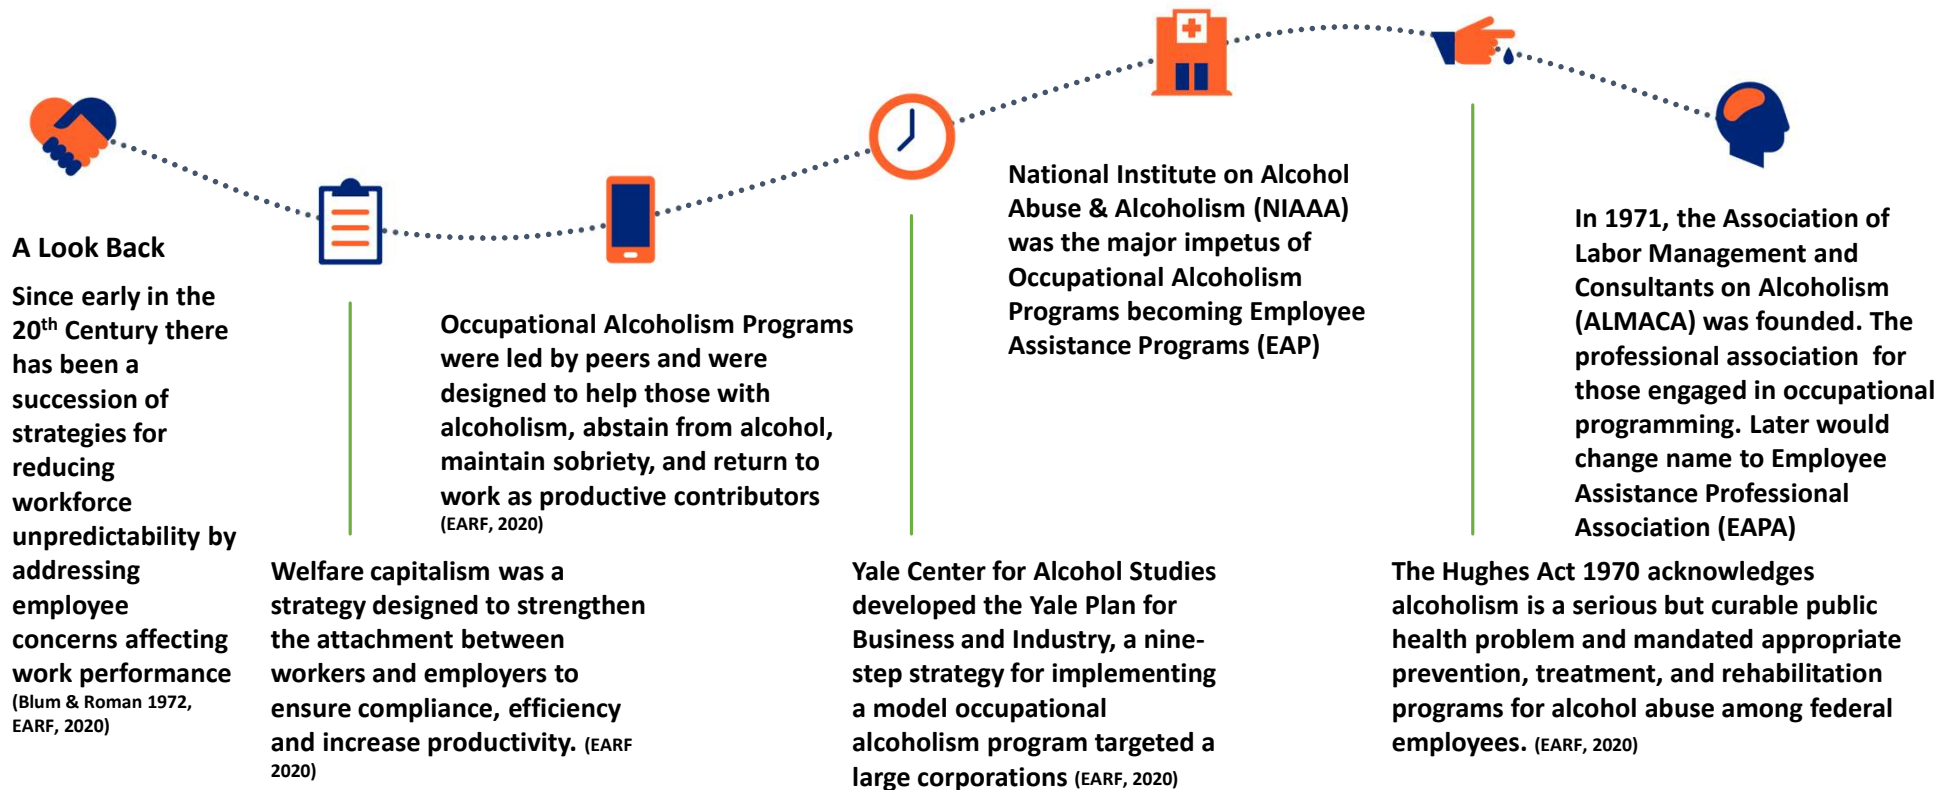 A Look Back
Since early in the
20th Century there
has been a
succession of
strategies for
reducing
workforce
unpredictability by
addressing
employee
concerns affecting
work performance
(Blum & Roman 1972,
EARF, 2020)
Welfare capitalism was a
strategy designed to strengthen
the attachment between
workers and employers to
ensure compliance, efficiency
and increase productivity. (EARF
2020)
Occupational Alcoholism Programs
were led by peers and were
designed to help those with
alcoholism, abstain from alcohol,
maintain sobriety, and return to
work as productive contributors
(EARF, 2020)
Yale Center for Alcohol Studies
developed the Yale Plan for
Business and Industry, a nine-
step strategy for implementing
a model occupational
alcoholism program targeted a
large corporations (EARF, 2020)
National Institute on Alcohol
Abuse & Alcoholism (NIAAA)
was the major impetus of
Occupational Alcoholism
Programs becoming Employee
Assistance Programs (EAP)
The Hughes Act 1970 acknowledges
alcoholism is a serious but curable public
health problem and mandated appropriate
prevention, treatment, and rehabilitation
programs for alcohol abuse among federal
employees. (EARF, 2020)
In 1971, the Association of
Labor Management and
Consultants on Alcoholism
(ALMACA) was founded. The
professional association for
those engaged in occupational
programming. Later would
change name to Employee
Assistance Professional
Association (EAPA)